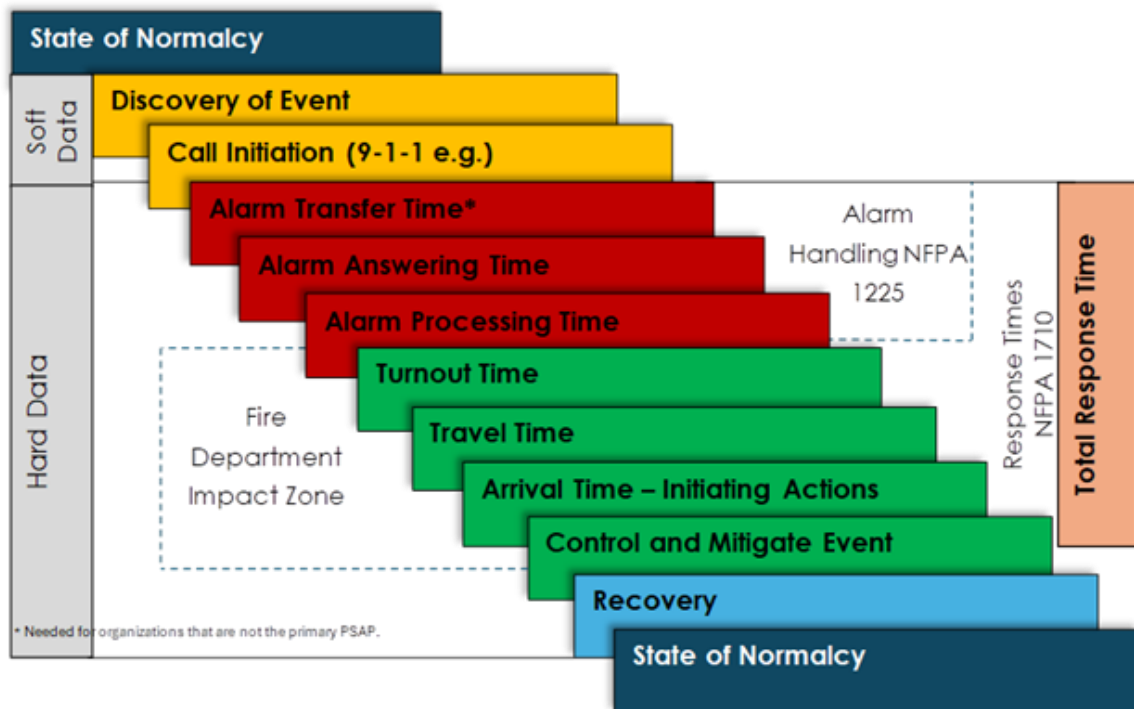 State of Normalcy
Soft
Data
Discovery of Event
Call Initiation (9-1-1 e.g.)
Alarm Transfer Time*
Alarm Answering Time
Alarm Processing Time
Alarm
Handling NFPA
1225
Turnout Time
Travel Time
Arrival Time – Initiating Actions
Control and Mitigate Event
Fire
Department
Impact Zone
Hard Data
Response Times
NFPA 1710
Total Response Time
Recovery
* Needed for organizations that are not the primary PSAP.
State of Normalcy